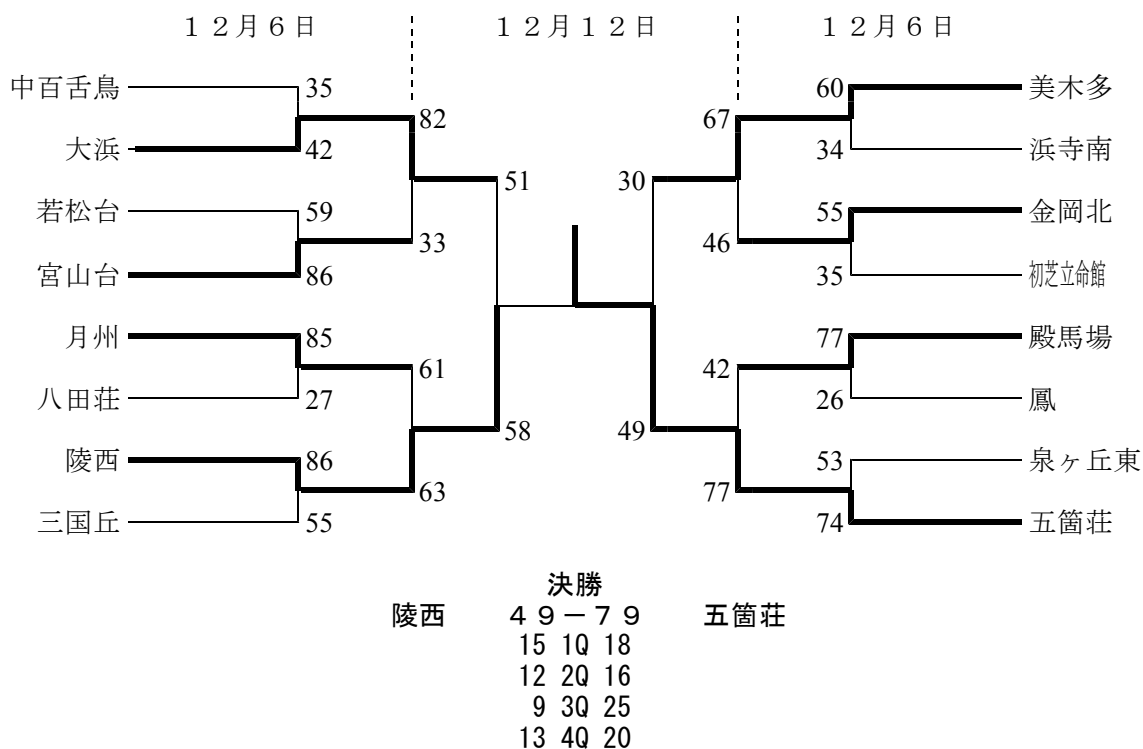 １２月６日 １２月１２日 １２月６日
中百舌鳥 35 60 美木多
82 67
大浜 42 34 浜寺南
51 30
若松台 59 55 金岡北
33 46
宮山台 86 35 初芝立命館
月州 85 77 殿馬場
61 42
八田荘 27 26 鳳
58 49
陵西 86 53 泉ヶ丘東
63 77
三国丘 55 74 五箇荘
決勝
陵西 ４９－７９ 五箇荘
15 1Q 18
12 2Q 16
9 3Q 25
13 4Q 20